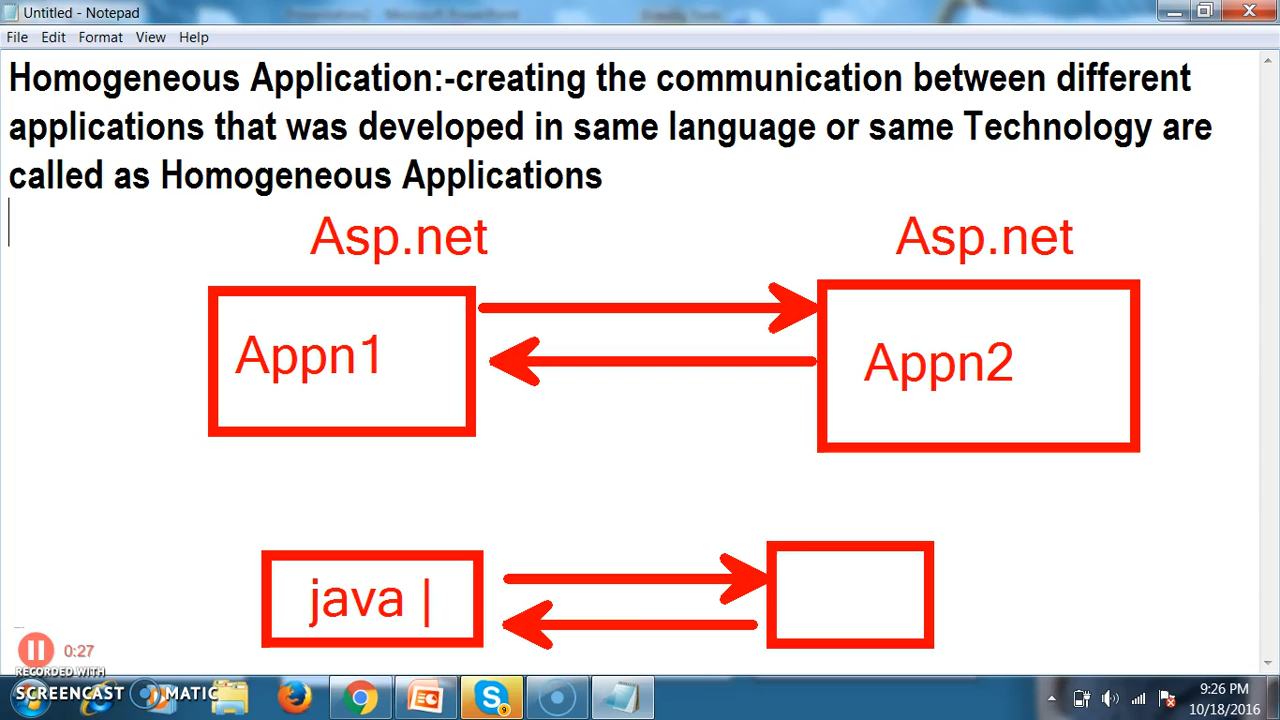 Untitled - Notepad
File Edit Format View Help
Homogeneous Application:-creating the communication between different
applications that was developed in same language or same Technology are
called as Homogeneous Applications
Asp.net Asp.net
Appn1 Appn2
java
0:27
RECORDED WITH
SCREENCAST MATIC
9
9:26 PM
10/18/2016